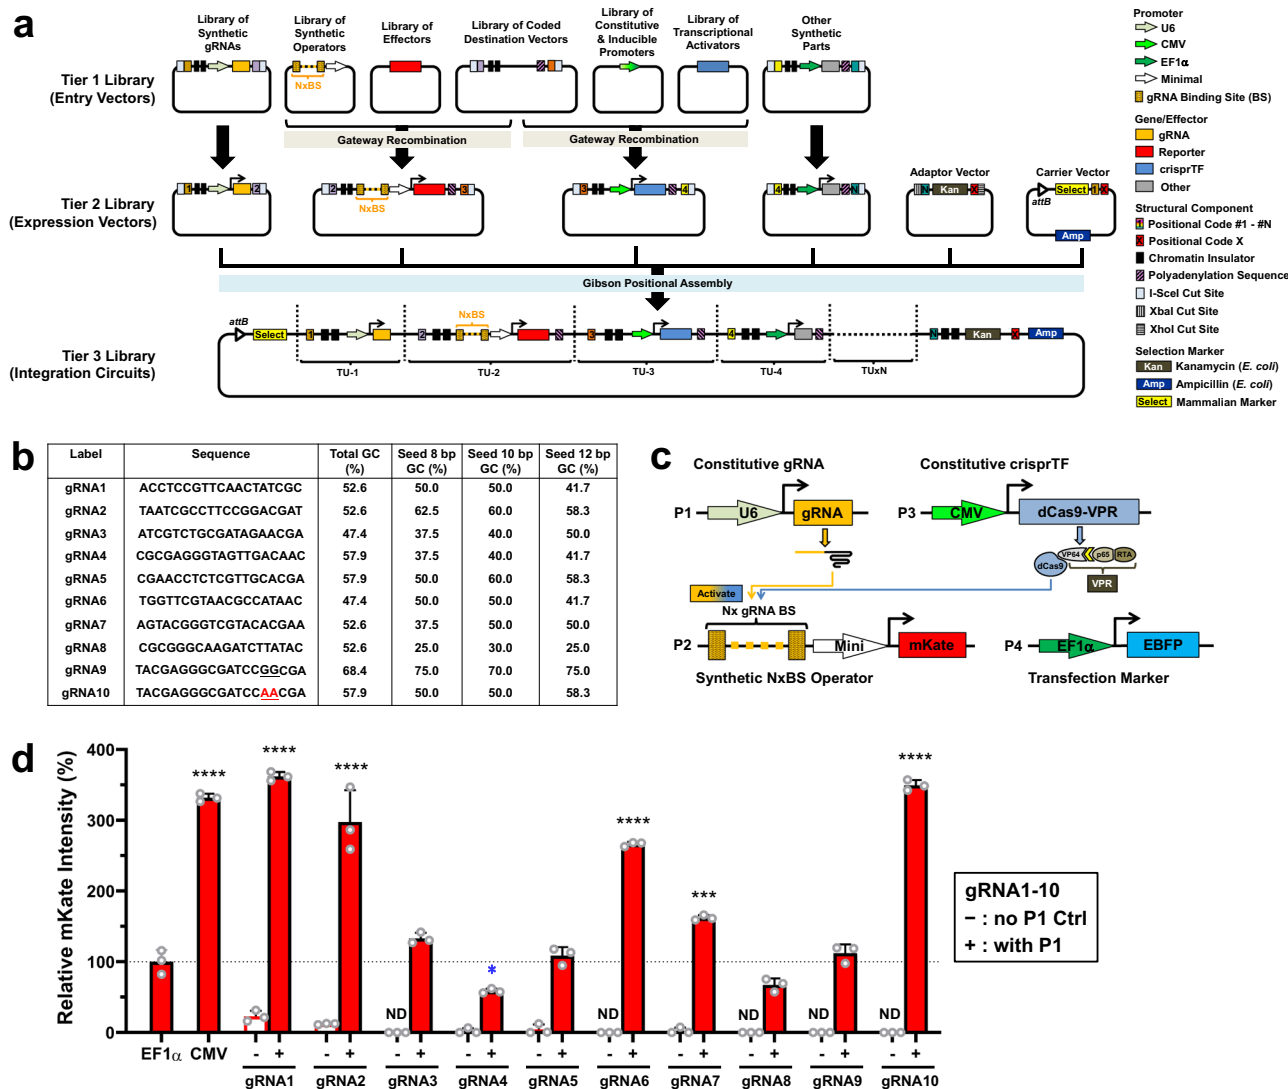 a
Tier 1 Library
(Entry Vectors)
Library of
Synthetic
gRNAs
Library of
Synthetic
Operators
NxBS
Library of
Effectors
Library of Coded
Destination Vectors
Library of
Constitutive
& Inducible
Promoters
Library of
Transcriptional
Activators
Other
Synthetic
Parts
Gateway Recombination
Gateway Recombination
Tier 2 Library
(Expression Vectors)
1 2
2 3
NxBS
3 4
4 N
Adaptor Vector
N Kan X
Carrier Vector
attB
Select 1 X
Amp
Gibson Positional Assembly
Tier 3 Library
(Integration Circuits)
attB
Select 1 2 NxBS 3 4 N Kan X Amp
TU-1 TU-2 TU-3 TU-4 TUxN
Promoter
U6
CMV
EF1α
Minimal
gRNA Binding Site (BS)
Gene/Effector
gRNA
Reporter
crisprTF
Other
Structural Component
1 Positional Code #1 - #N
X Positional Code X
Chromatin Insulator
Polyadenylation Sequence
I-SceI Cut Site
XbaI Cut Site
XhoI Cut Site
Selection Marker
Kan Kanamycin (E. coli)
Amp Ampicillin (E. coli)
Select Mammalian Marker
b
Label Sequence Total GC (%) Seed 8 bp GC (%) Seed 10 bp GC (%) Seed 12 bp GC (%)
gRNA1 ACCTCCGTTCAACTATCGC 52.6 50.0 50.0 41.7
gRNA2 TAATCGCCTTCCGGACGAT 52.6 62.5 60.0 58.3
gRNA3 ATCGTCTGCGATAGAACGA 47.4 37.5 40.0 50.0
gRNA4 CGCGAGGGTAGTTGACAAC 57.9 37.5 40.0 41.7
gRNA5 CGAACCTCTCGTTGCACGA 57.9 50.0 60.0 58.3
gRNA6 TGGTTCGTAACGCCATAAC 47.4 50.0 50.0 41.7
gRNA7 AGTACGGGTCGTACACGAA 52.6 37.5 50.0 50.0
gRNA8 CGCGGGCAAGATCTTATAC 52.6 25.0 30.0 25.0
gRNA9 TACGAGGGCGATCCGGCGA 68.4 75.0 70.0 75.0
gRNA10 TACGAGGGCGATCCAACGA 57.9 50.0 50.0 58.3
c
Constitutive gRNA
P1 U6 gRNA
Constitutive crisprTF
P3 CMV dCas9-VPR
dCas9 VP64 p65 RTA
VPR
Activate
Nx gRNA BS
P2 Mini mKate
Synthetic NxBS Operator
P4 EF1α EBFP
Transfection Marker
d
Relative mKate Intensity (%)
400
300
200
100
0
**** **** **** * **** *** ****
ND ND ND ND ND
EF1α CMV - + - + - + - + - + - + - + - + - + - +
gRNA1 gRNA2 gRNA3 gRNA4 gRNA5 gRNA6 gRNA7 gRNA8 gRNA9 gRNA10
gRNA1-10
− : no P1 Ctrl
+ : with P1